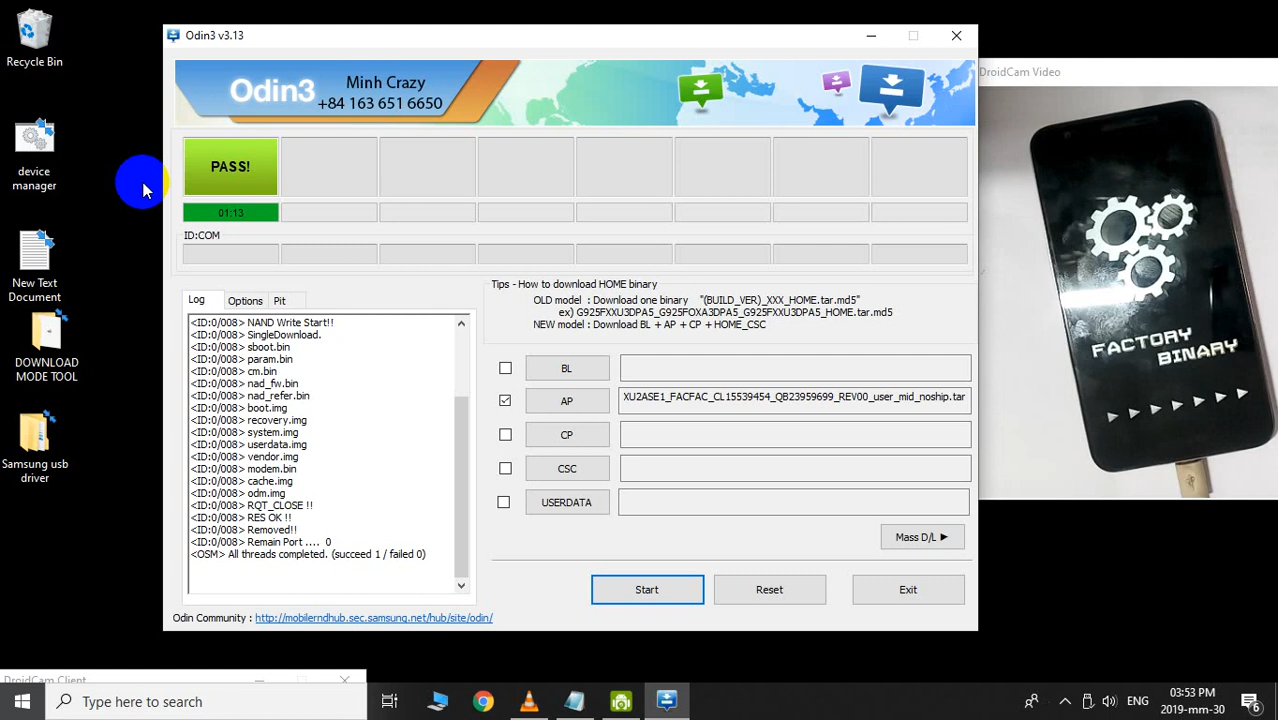 Recycle Bin
device
manager
New Text
Document
DOWNLOAD
MODE TOOL
Samsung usb
driver
Odin3 v3.13
Odin3
Minh Crazy
+84 163 651 6650
PASS!
01:13
ID:COM
Log
Options
Pit
<ID:0/008> NAND Write Start!!
<ID:0/008> SingleDownload.
<ID:0/008> sboot.bin
<ID:0/008> param.bin
<ID:0/008> cm.bin
<ID:0/008> nad_fw.bin
<ID:0/008> nad_refer.bin
<ID:0/008> boot.img
<ID:0/008> recovery.img
<ID:0/008> system.img
<ID:0/008> userdata.img
<ID:0/008> vendor.img
<ID:0/008> modem.bin
<ID:0/008> cache.img
<ID:0/008> odm.img
<ID:0/008> RQT_CLOSE !!
<ID:0/008> RES OK !!
<ID:0/008> Removed!!
<ID:0/008> Remain Port .... 0
<OSM> All threads completed. (succeed 1 / failed 0)
Tips - How to download HOME binary
OLD model : Download one binary "(BUILD_VER)_XXX_HOME.tar.md5"
ex) G925FXXU3DPA5_G925FOXA3DPA5_G925FXXU3DPA5_HOME.tar.md5
NEW model : Download BL + AP + CP + HOME_CSC
BL
AP XU2ASE1_FACFAC_CL15539454_QB23959699_REV00_user_mid_noship.tar
CP
CSC
USERDATA
Mass D/L ▶
Start
Reset
Exit
Odin Community : http://mobilerndhub.sec.samsung.net/hub/site/odin/
DroidCam Video
FACTORY
BINARY
DroidCam Client
Type here to search
ENG
03:53 PM
2019-mm-30
6